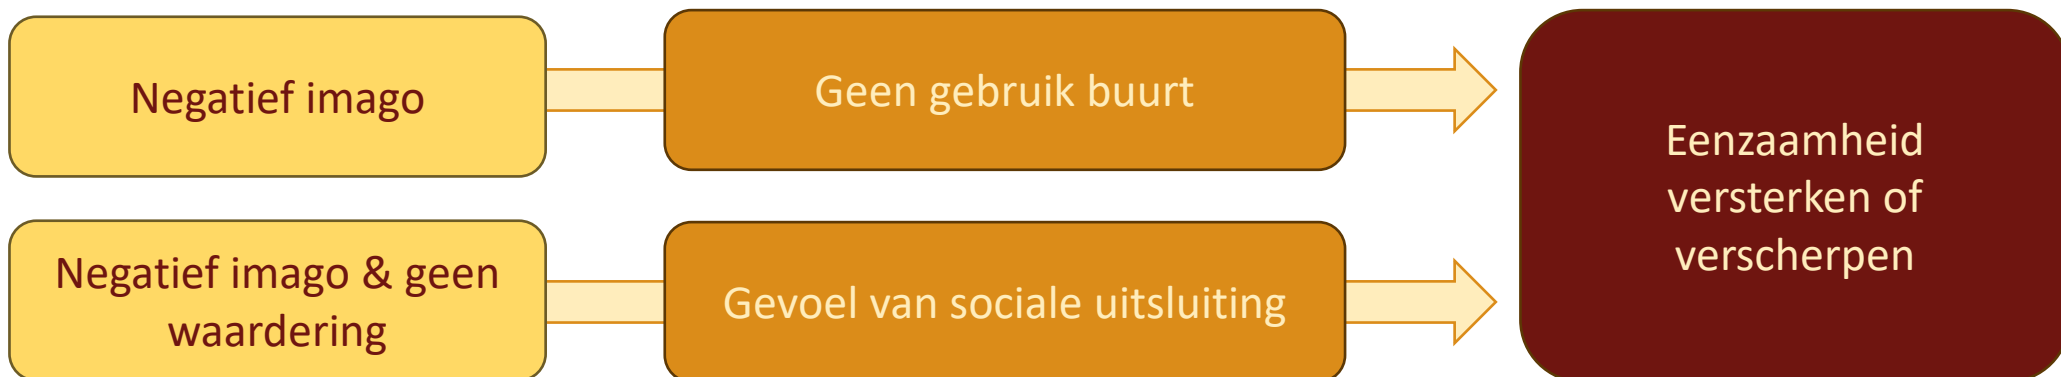 Negatief imago
Geen gebruik buurt
Negatief imago & geen
waardering
Gevoel van sociale uitsluiting
Eenzaamheid
versterken of
verscherpen